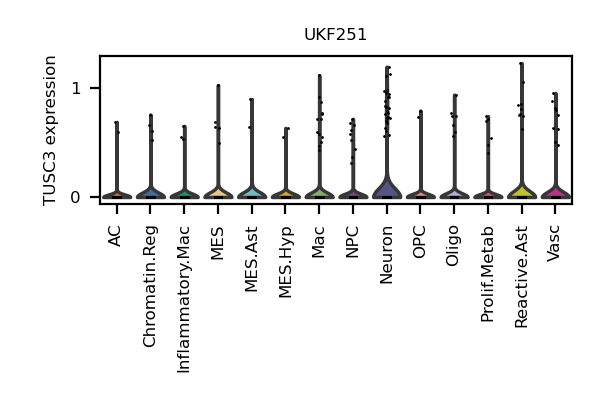 UKF251
TUSC3 expression
1
0
AC
Chromatin.Reg
Inflammatory.Mac
MES
MES.Ast
MES.Hyp
Mac
NPC
Neuron
OPC
Oligo
Prolif.Metab
Reactive.Ast
Vasc